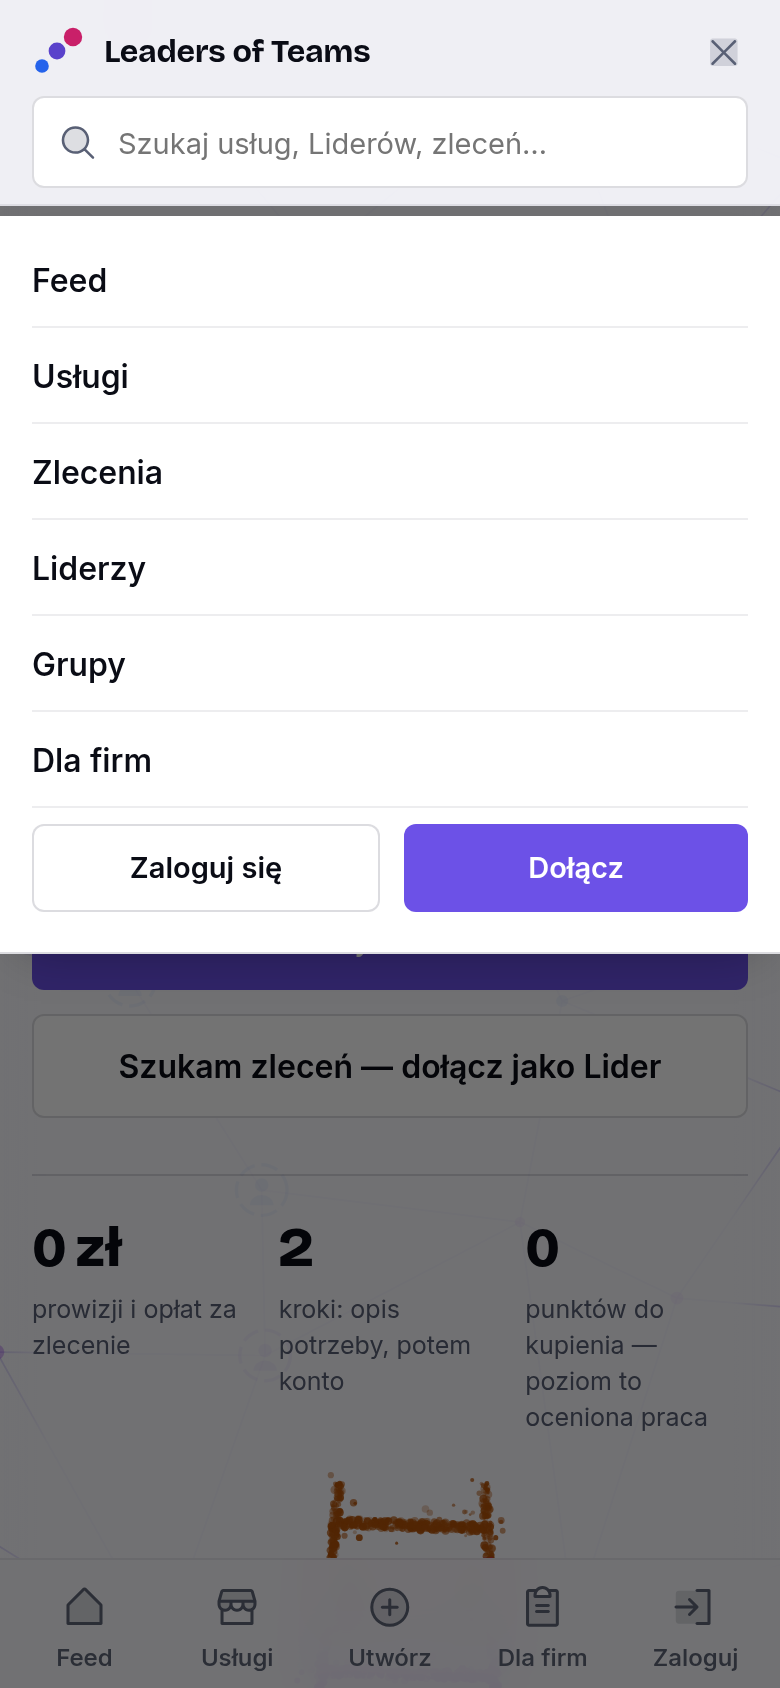 Leaders of Teams
Szukaj usług, Liderów, zleceń...
Feed
Usługi
Zlecenia
Liderzy
Grupy
Dla firm
Zaloguj się
Dołącz
Szukam zleceń — dołącz jako Lider
0 zł
prowizji i opłat za
zlecenie
2
kroki: opis
potrzeby, potem
konto
0
punktów do
kupienia —
poziom to
oceniona praca
Feed
Usługi
Utwórz
Dla firm
Zaloguj